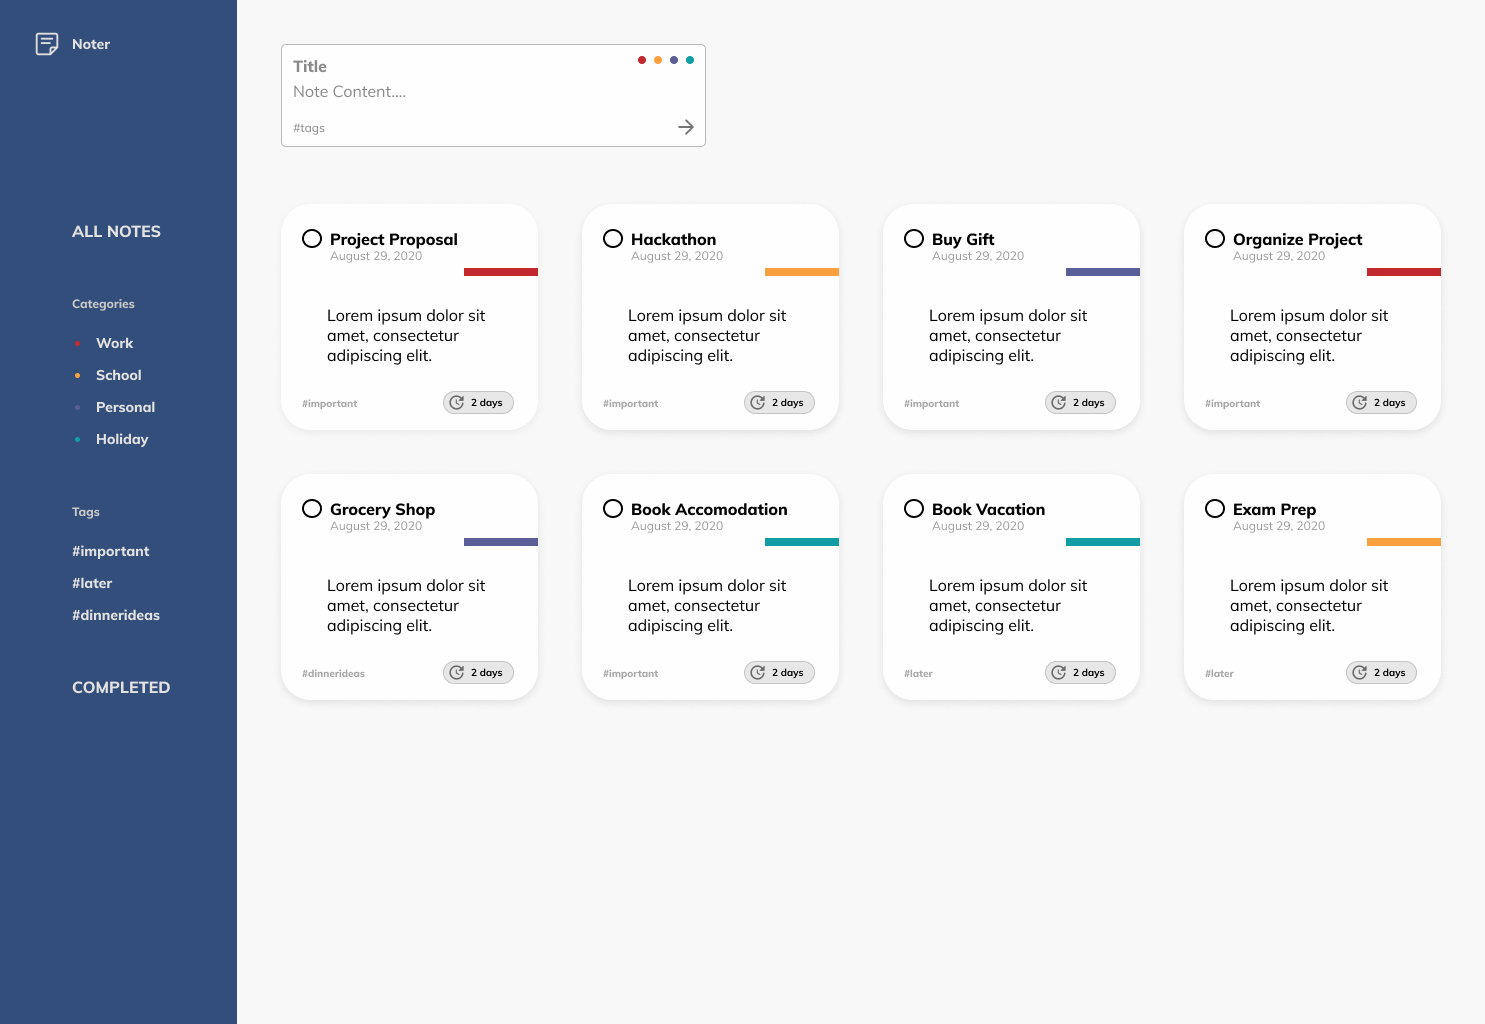 Noter
ALL NOTES
Categories
Work
School
Personal
Holiday
Tags
#important
#later
#dinnerideas
COMPLETED
Title
Note Content....
#tags
Project Proposal
August 29, 2020
Lorem ipsum dolor sit
amet, consectetur
adipiscing elit.
#important
2 days
Hackathon
August 29, 2020
Lorem ipsum dolor sit
amet, consectetur
adipiscing elit.
#important
2 days
Buy Gift
August 29, 2020
Lorem ipsum dolor sit
amet, consectetur
adipiscing elit.
#important
2 days
Organize Project
August 29, 2020
Lorem ipsum dolor sit
amet, consectetur
adipiscing elit.
#important
2 days
Grocery Shop
August 29, 2020
Lorem ipsum dolor sit
amet, consectetur
adipiscing elit.
#dinnerideas
2 days
Book Accomodation
August 29, 2020
Lorem ipsum dolor sit
amet, consectetur
adipiscing elit.
#important
2 days
Book Vacation
August 29, 2020
Lorem ipsum dolor sit
amet, consectetur
adipiscing elit.
#later
2 days
Exam Prep
August 29, 2020
Lorem ipsum dolor sit
amet, consectetur
adipiscing elit.
#later
2 days